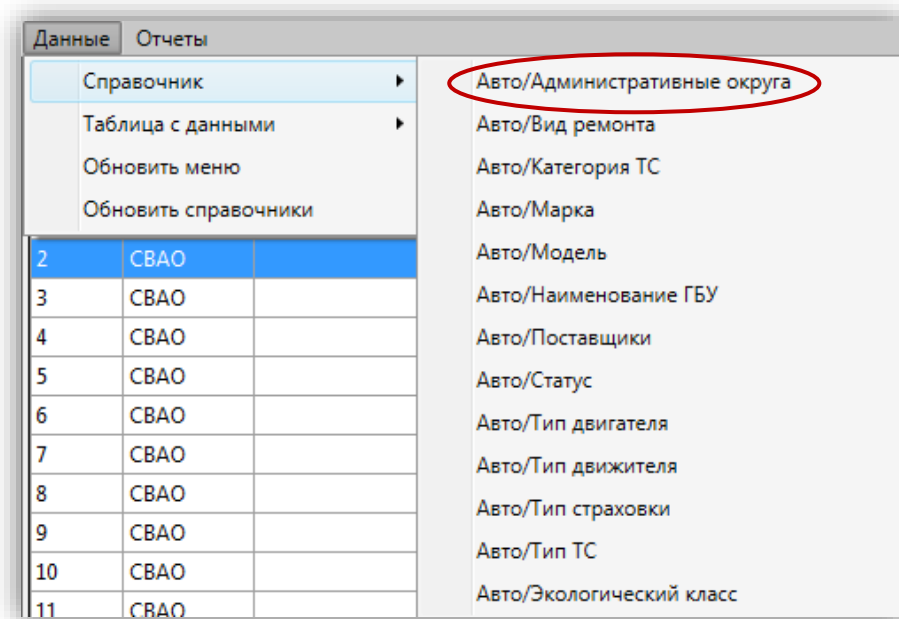 Данные Отчеты
Справочник
Таблица с данными
Обновить меню
Обновить справочники
Авто/Административные округа
Авто/Вид ремонта
Авто/Категория ТС
Авто/Марка
Авто/Модель
Авто/Наименование ГБУ
Авто/Поставщики
Авто/Статус
Авто/Тип двигателя
Авто/Тип движителя
Авто/Тип страховки
Авто/Тип ТС
Авто/Экологический класс
2 СВАО
3 СВАО
4 СВАО
5 СВАО
6 СВАО
7 СВАО
8 СВАО
9 СВАО
10 СВАО
11 СВАО